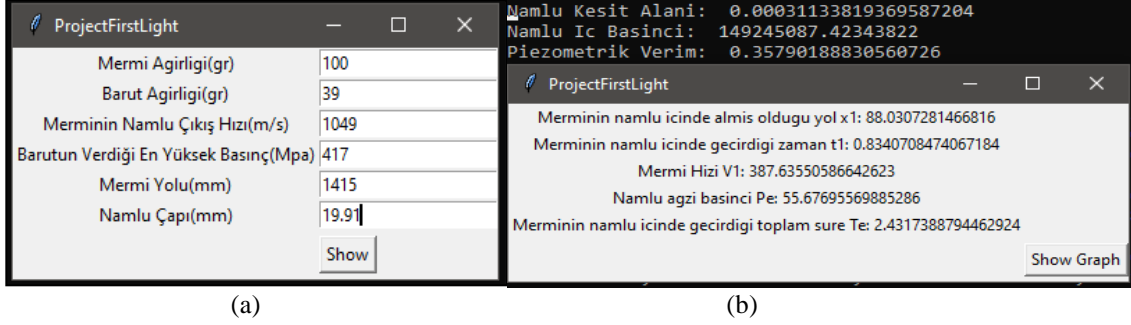 ProjectFirstLight
Mermi Agirligi(gr) 100
Barut Agirligi(gr) 39
Merminin Namlu Çıkış Hızı(m/s) 1049
Barutun Verdiği En Yüksek Basınç(Mpa) 417
Mermi Yolu(mm) 1415
Namlu Çapı(mm) 19.91
Show
(a)
Namlu Kesit Alani: 0.00031133819369587204
Namlu Ic Basinci: 149245087.42343822
Piezometrik Verim: 0.35790188830560726
ProjectFirstLight
Merminin namlu icinde almis oldugu yol x1: 88.0307281466816
Merminin namlu icinde gecirdigi zaman t1: 0.8340708474067184
Mermi Hizi V1: 387.63550586642623
Namlu agzi basinci Pe: 55.67695569885286
Merminin namlu icinde gecirdigi toplam sure Te: 2.4317388794462924
Show Graph
(b)